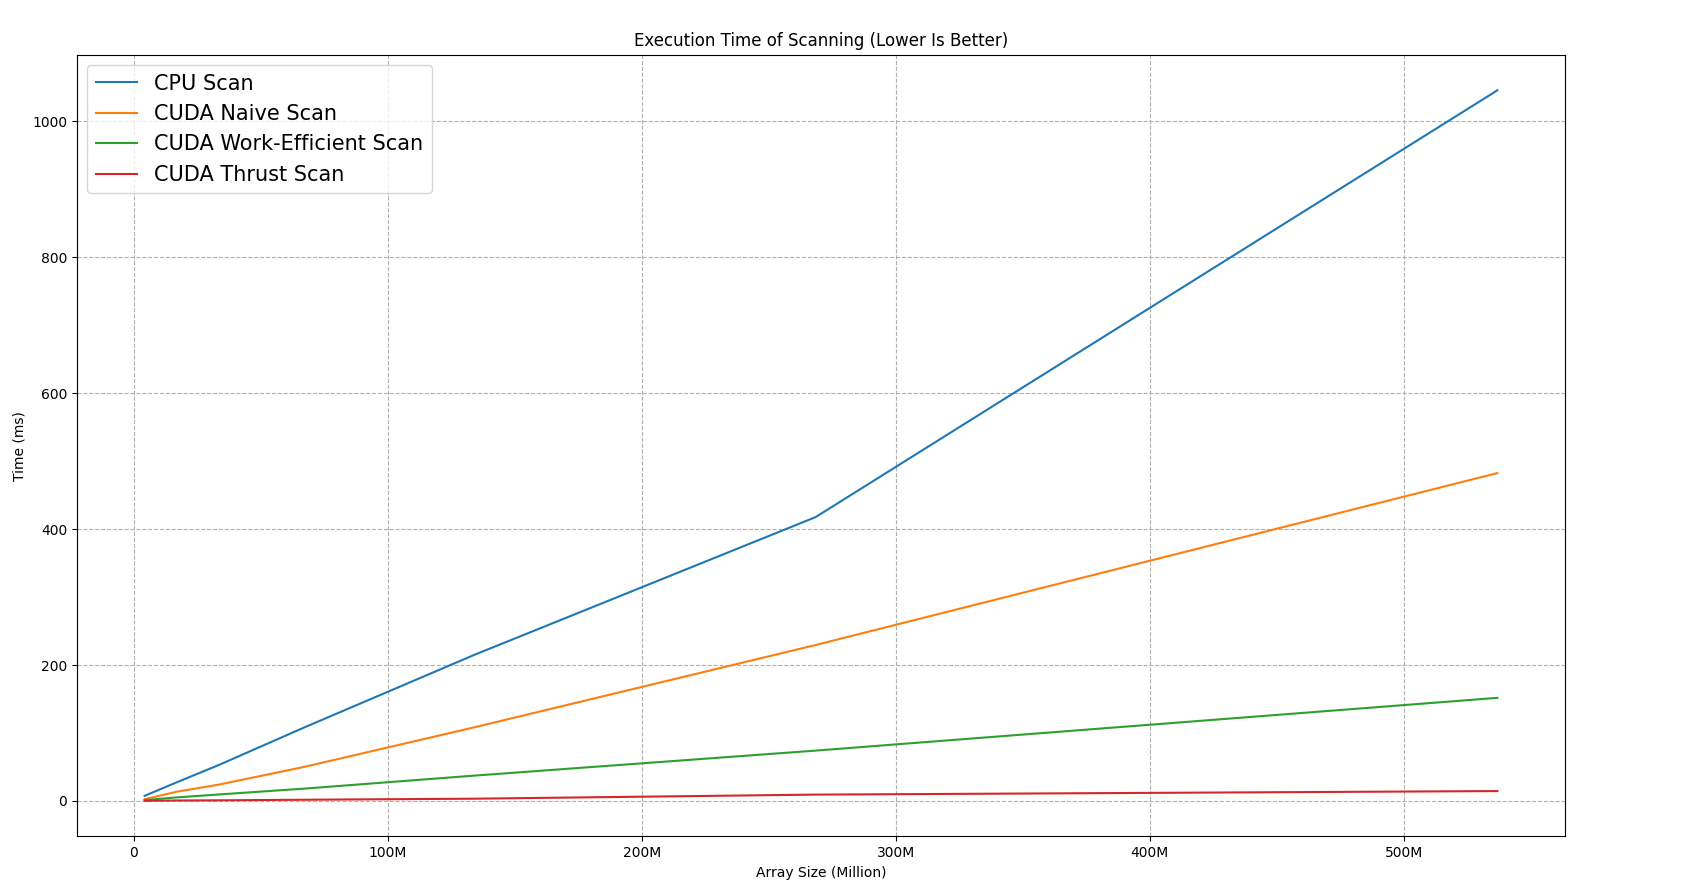 Execution Time of Scanning (Lower Is Better)
CPU Scan
CUDA Naive Scan
CUDA Work-Efficient Scan
CUDA Thrust Scan
1000
800
600
400
200
0
Time (ms)
0 100M 200M 300M 400M 500M
Array Size (Million)